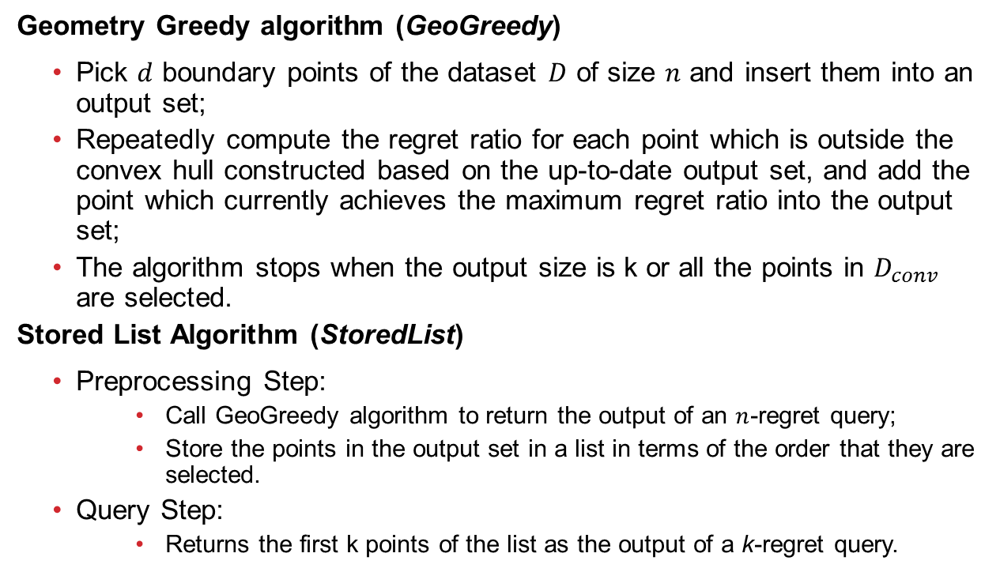 Geometry Greedy algorithm (GeoGreedy)
• Pick d boundary points of the dataset D of size n and insert them into an
output set;
• Repeatedly compute the regret ratio for each point which is outside the
convex hull constructed based on the up-to-date output set, and add the
point which currently achieves the maximum regret ratio into the output
set;
• The algorithm stops when the output size is k or all the points in D_conv
are selected.
Stored List Algorithm (StoredList)
• Preprocessing Step:
• Call GeoGreedy algorithm to return the output of an n-regret query;
• Store the points in the output set in a list in terms of the order that they are
selected.
• Query Step:
• Returns the first k points of the list as the output of a k-regret query.